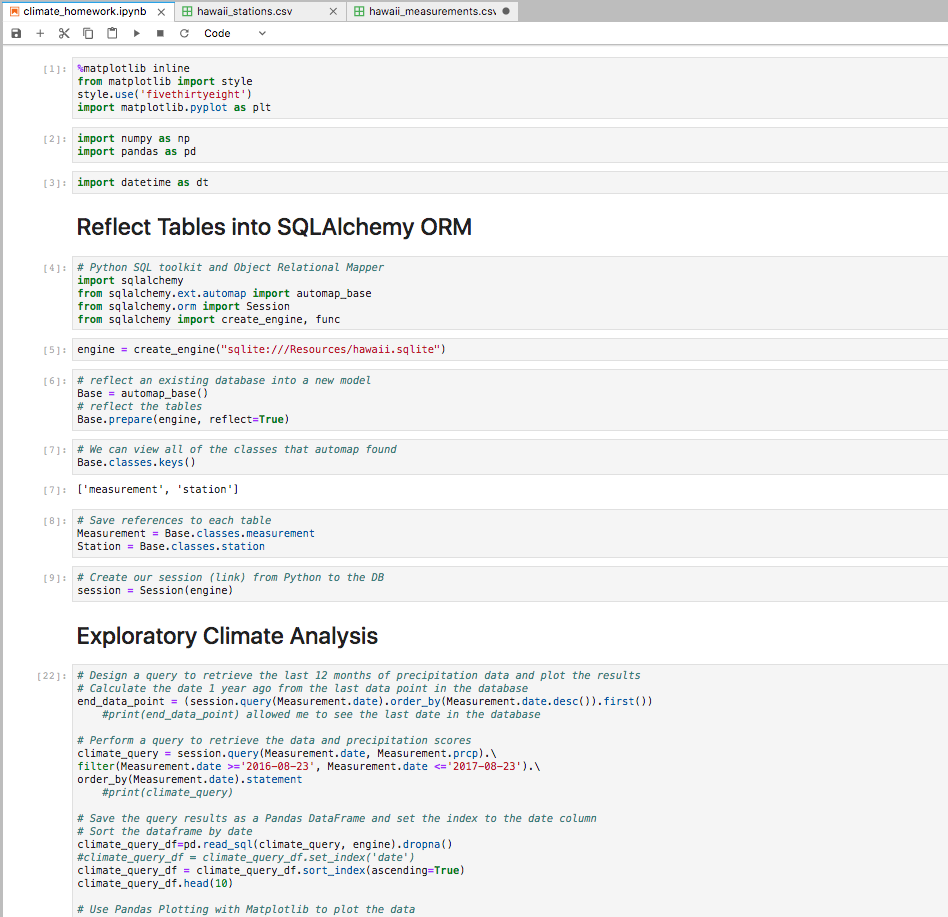 climate_homework.ipynb
hawaii_stations.csv
hawaii_measurements.csv
Code
[1]:
%matplotlib inline
from matplotlib import style
style.use('fivethirtyeight')
import matplotlib.pyplot as plt
[2]:
import numpy as np
import pandas as pd
[3]:
import datetime as dt
Reflect Tables into SQLAlchemy ORM
[4]:
# Python SQL toolkit and Object Relational Mapper
import sqlalchemy
from sqlalchemy.ext.automap import automap_base
from sqlalchemy.orm import Session
from sqlalchemy import create_engine, func
[5]:
engine = create_engine("sqlite:///Resources/hawaii.sqlite")
[6]:
# reflect an existing database into a new model
Base = automap_base()
# reflect the tables
Base.prepare(engine, reflect=True)
[7]:
# We can view all of the classes that automap found
Base.classes.keys()
[7]:
['measurement', 'station']
[8]:
# Save references to each table
Measurement = Base.classes.measurement
Station = Base.classes.station
[9]:
# Create our session (link) from Python to the DB
session = Session(engine)
Exploratory Climate Analysis
[22]:
# Design a query to retrieve the last 12 months of precipitation data and plot the results
# Calculate the date 1 year ago from the last data point in the database
end_data_point = (session.query(Measurement.date).order_by(Measurement.date.desc()).first())
#print(end_data_point) allowed me to see the last date in the database
# Perform a query to retrieve the data and precipitation scores
climate_query = session.query(Measurement.date, Measurement.prcp).\
filter(Measurement.date >='2016-08-23', Measurement.date <='2017-08-23').\
order_by(Measurement.date).statement
#print(climate_query)
# Save the query results as a Pandas DataFrame and set the index to the date column
# Sort the dataframe by date
climate_query_df=pd.read_sql(climate_query, engine).dropna()
#climate_query_df = climate_query_df.set_index('date')
climate_query_df = climate_query_df.sort_index(ascending=True)
climate_query_df.head(10)
# Use Pandas Plotting with Matplotlib to plot the data